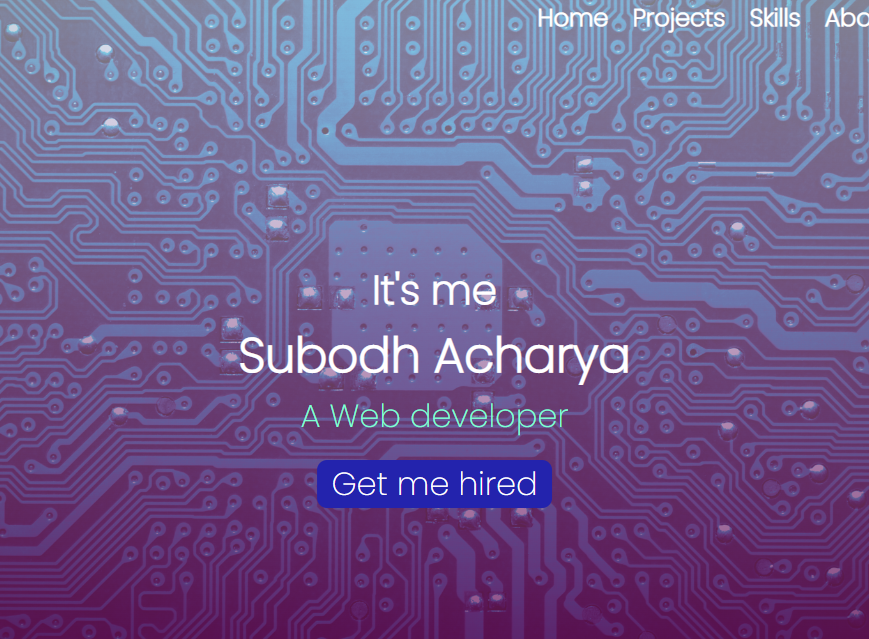 Home Projects Skills
It's me
Subodh Acharya
A Web developer
Get me hired